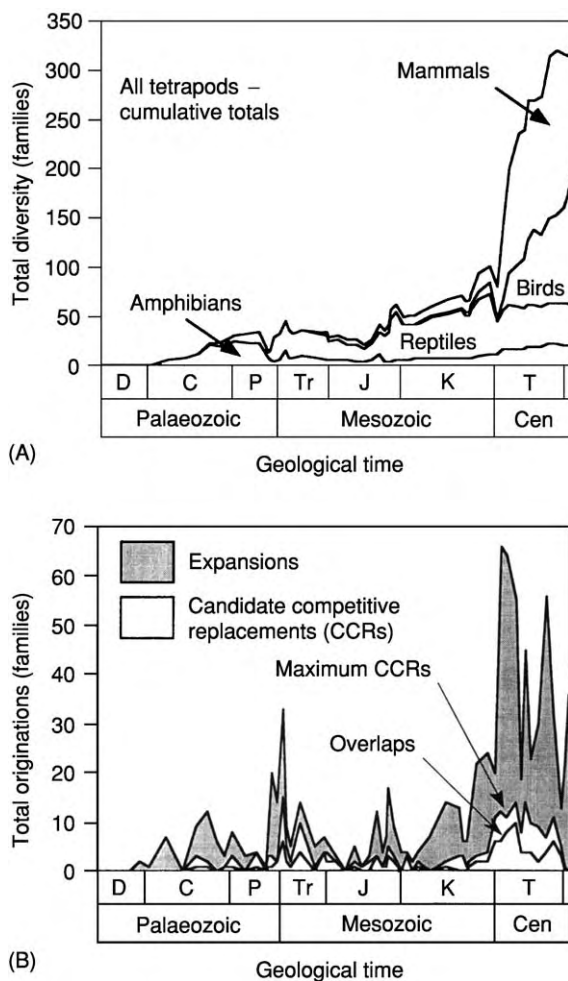 350
300
250
200
150
100
50
0
Total diversity (families)
All tetrapods –
cumulative totals
Mammals
Amphibians
Birds
Reptiles
D C P Tr J K T
Palaeozoic Mesozoic Cen
(A)
Geological time
70
60
50
40
30
20
10
0
Total originations (families)
Expansions
Candidate competitive
replacements (CCRs)
Maximum CCRs
Overlaps
D C P Tr J K T
Palaeozoic Mesozoic Cen
(B)
Geological time